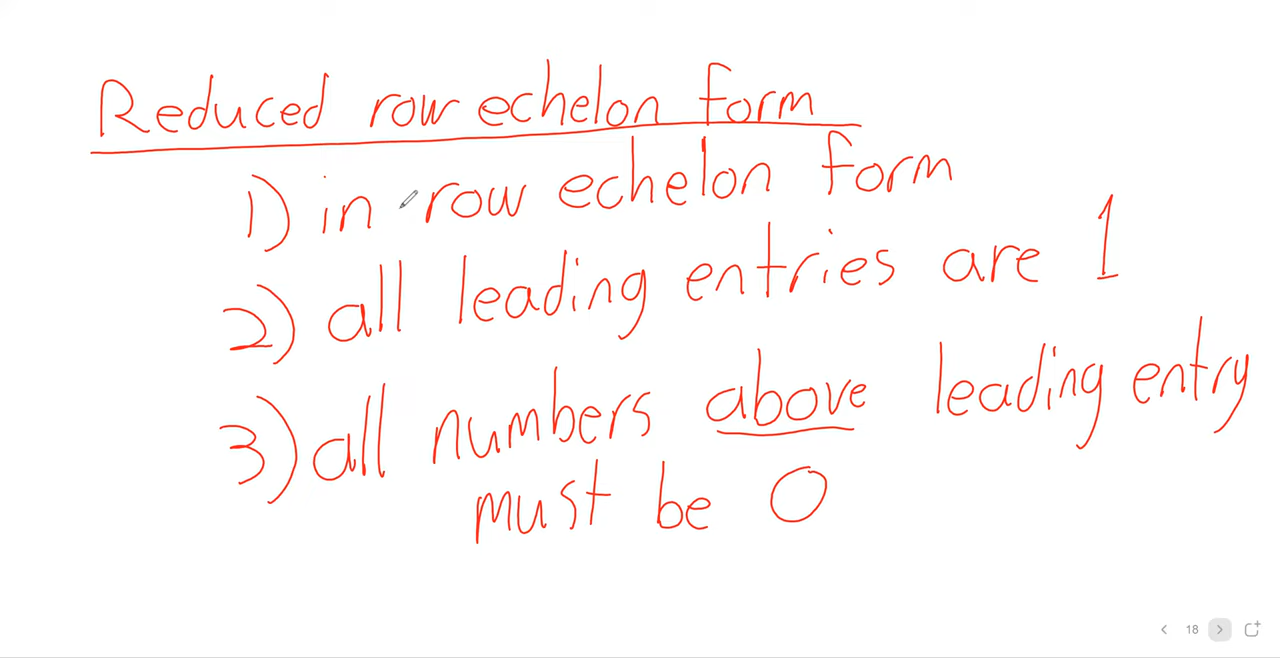 Reduced row echelon form
1) in row echelon form
2) all leading entries are 1
3) all numbers above leading entry
must be 0
18